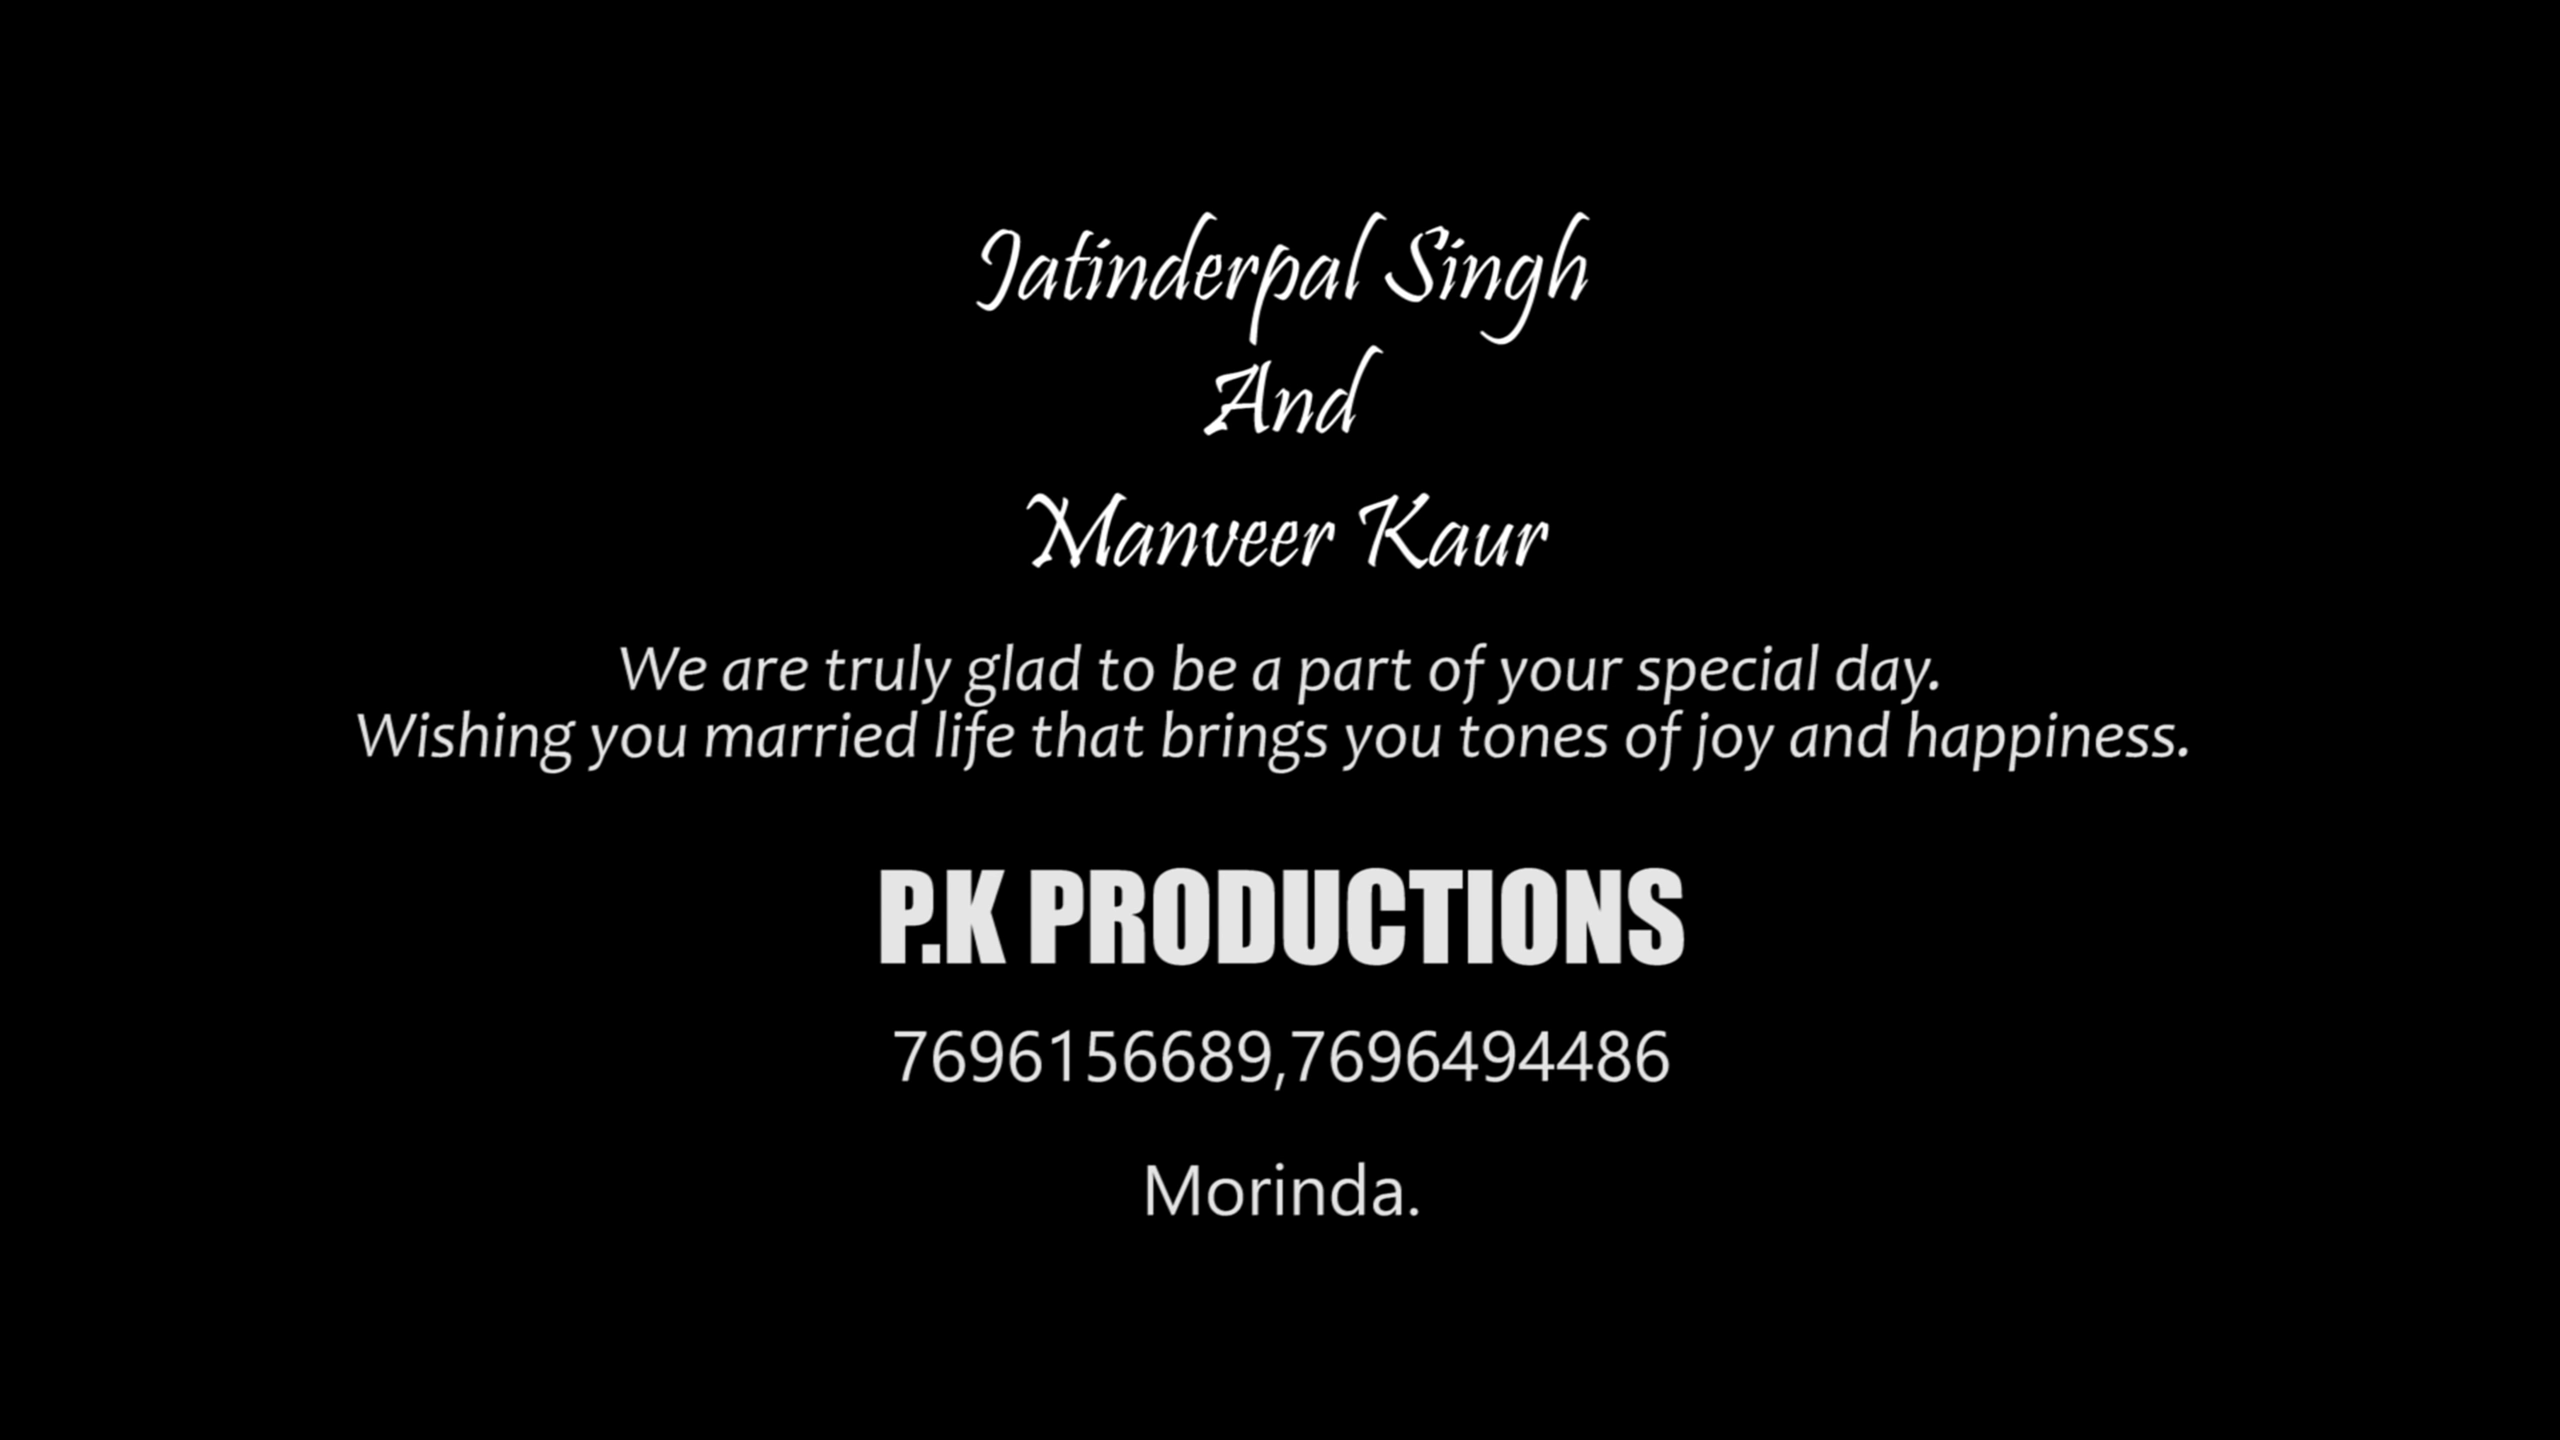 Jatinderpal Singh
And
Manveer Kaur
We are truly glad to be a part of your special day.
Wishing you married life that brings you tones of joy and happiness.
P.K PRODUCTIONS
7696156689,7696494486
Morinda.